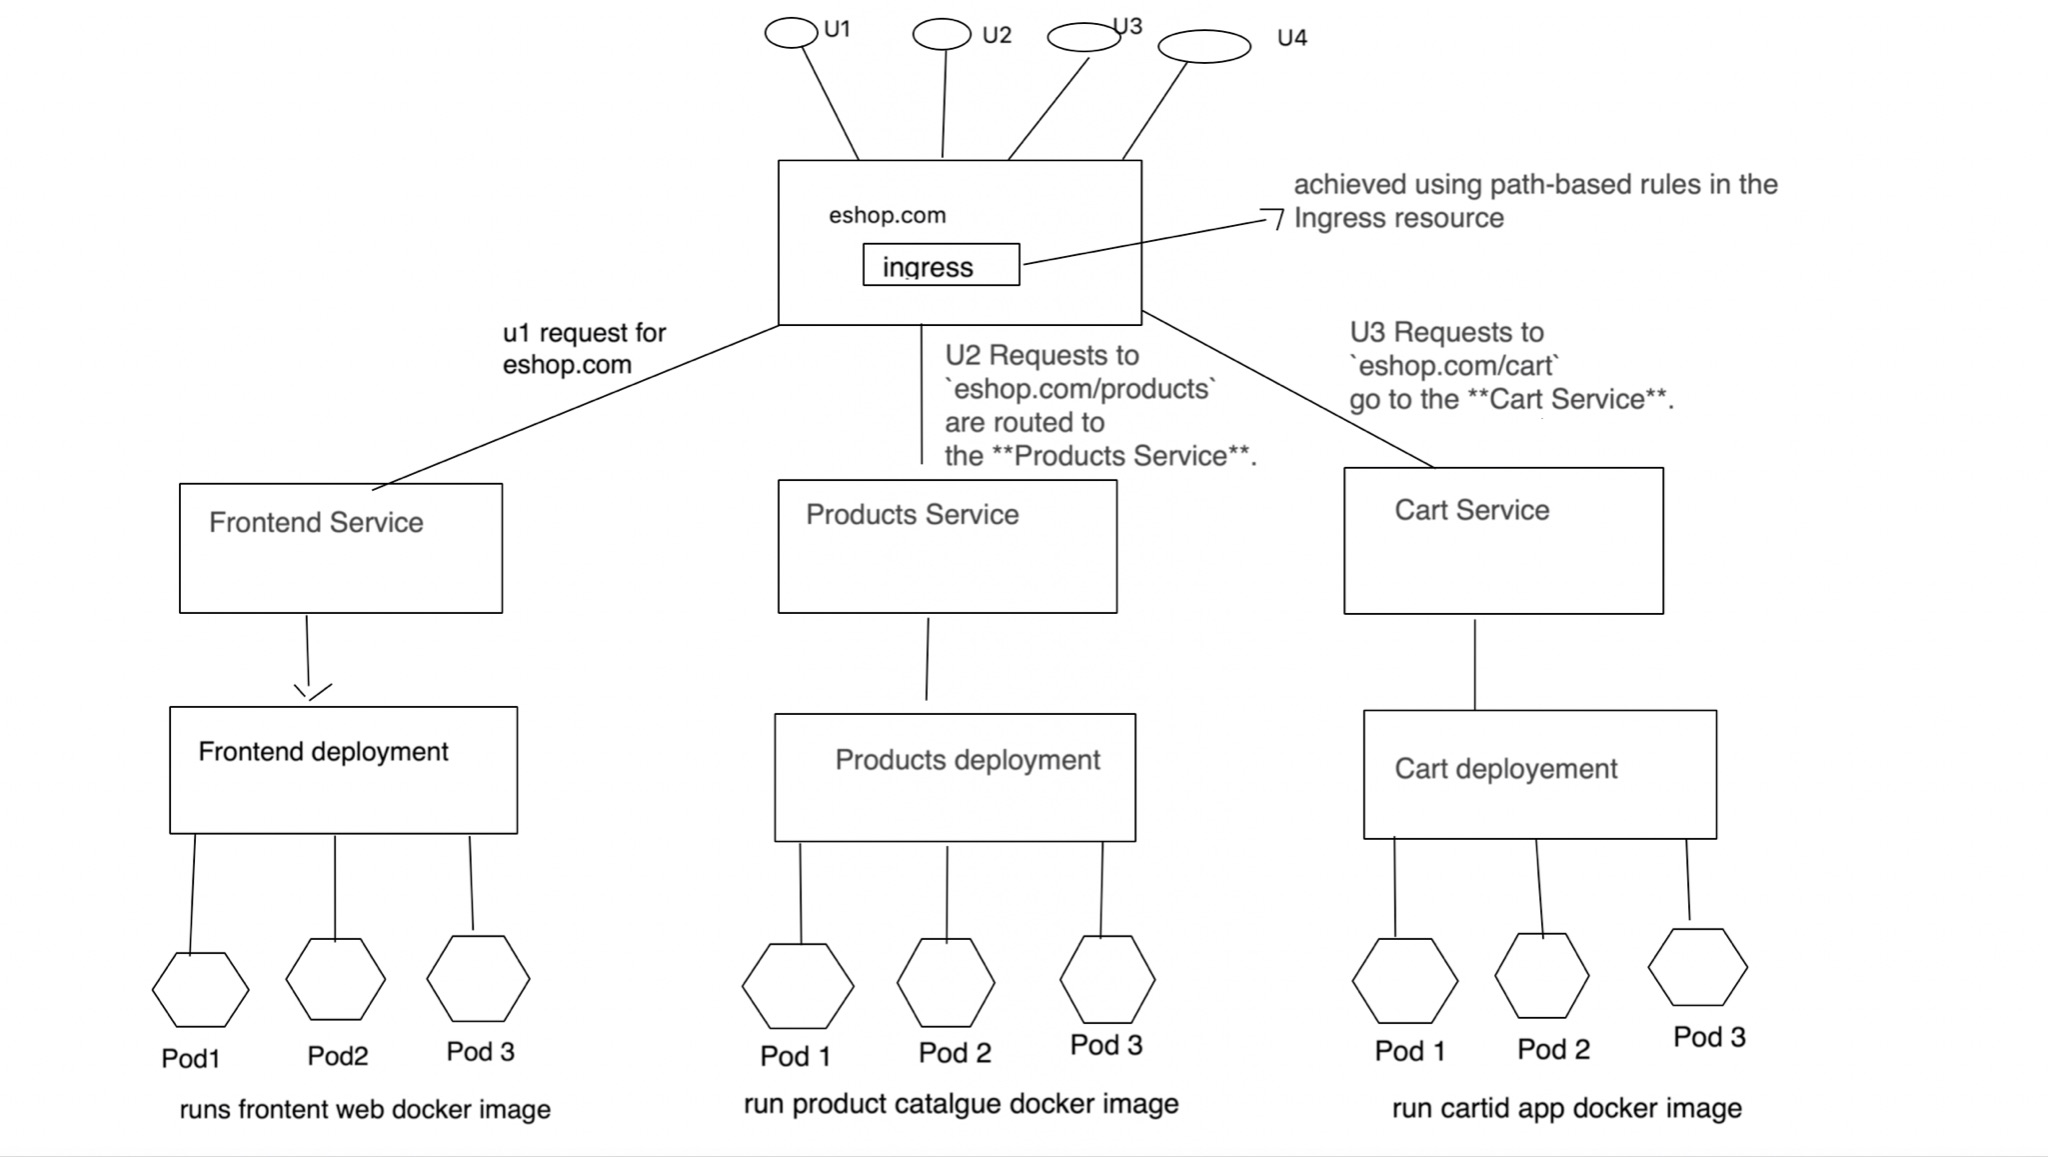 U1
U2
U3
U4
eshop.com
ingress
achieved using path-based rules in the
Ingress resource
u1 request for
eshop.com
U2 Requests to
`eshop.com/products`
are routed to
the **Products Service**.
U3 Requests to
`eshop.com/cart`
go to the **Cart Service**.
Frontend Service
Products Service
Cart Service
Frontend deployment
Products deployment
Cart deployement
Pod1
Pod2
Pod 3
Pod 1
Pod 2
Pod 3
Pod 1
Pod 2
Pod 3
runs frontent web docker image
run product catalgue docker image
run cartid app docker image